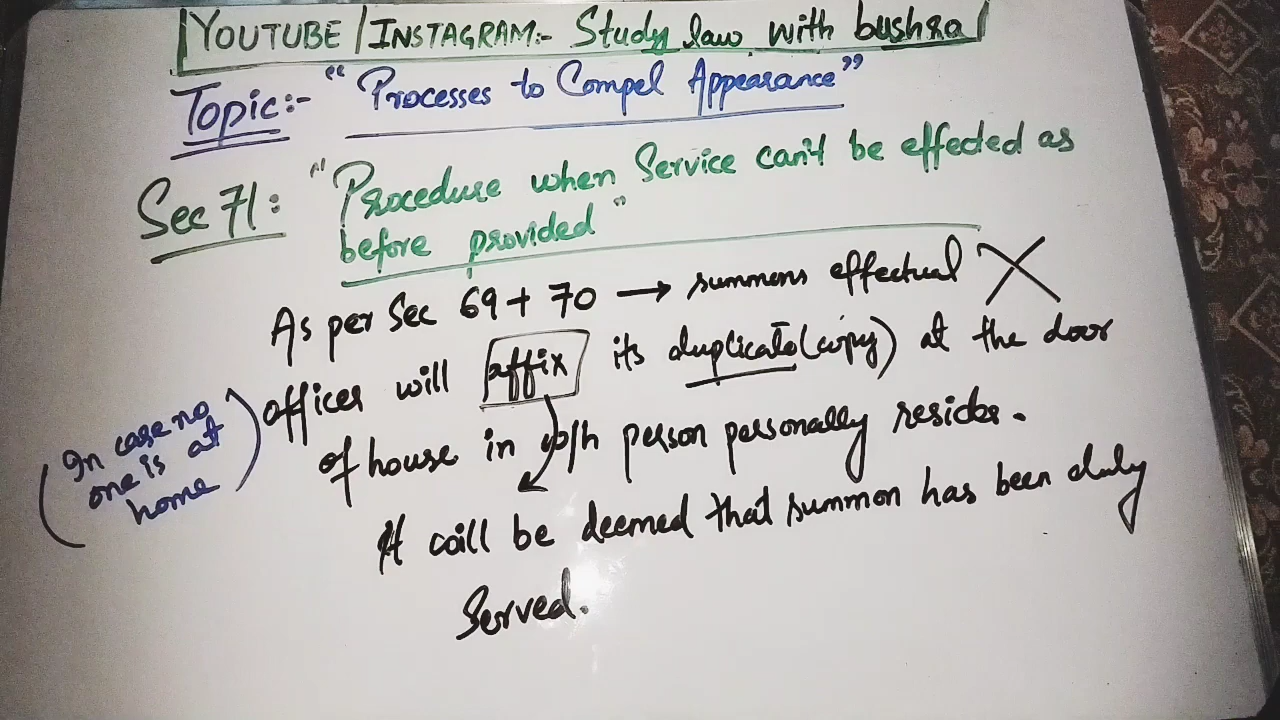 YOUTUBE/INSTAGRAM:- Study law with bushra
Topic:- "Processes to Compel Appearance"
Sec 71: "Procedure when Service can't be effected as
before provided"
As per Sec 69+70 → summons effectual X
officer will affix its duplicate (copy) at the door
of house in w/h person personally resides.
(In case no
one is at
home)
It will be deemed that summon has been duly
Served.